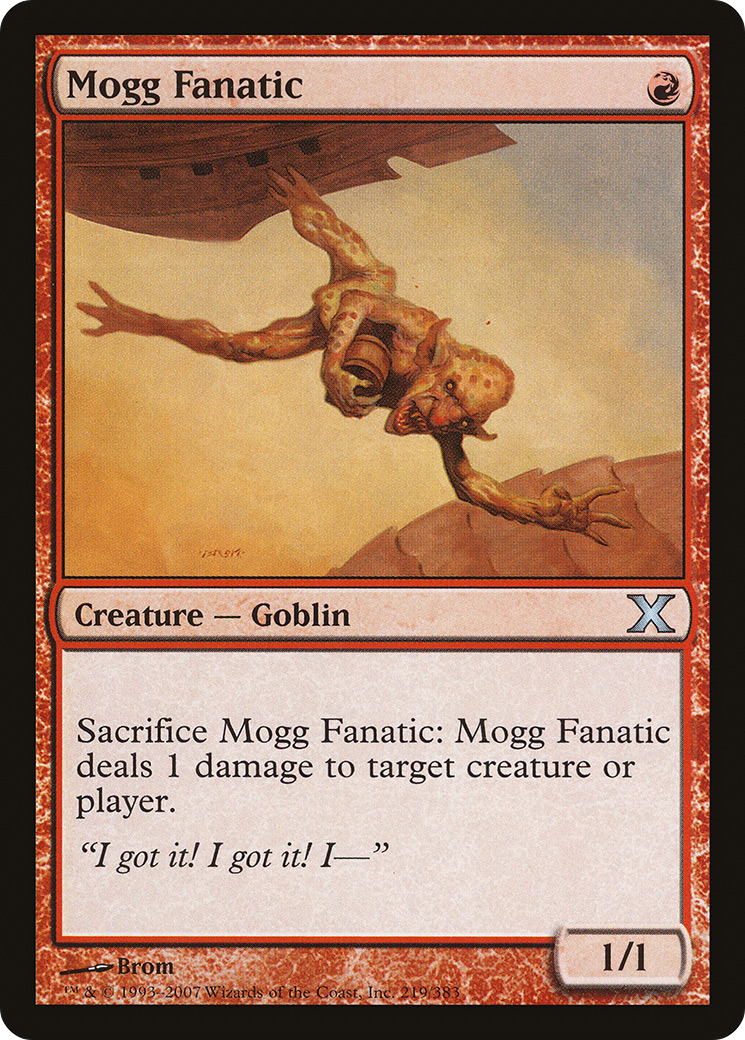 Mogg Fanatic
Creature — Goblin
X
Sacrifice Mogg Fanatic: Mogg Fanatic
deals 1 damage to target creature or
player.
“I got it! I got it! I—”
1/1
Brom
™ & © 1993–2007 Wizards of the Coast, Inc. 219/383